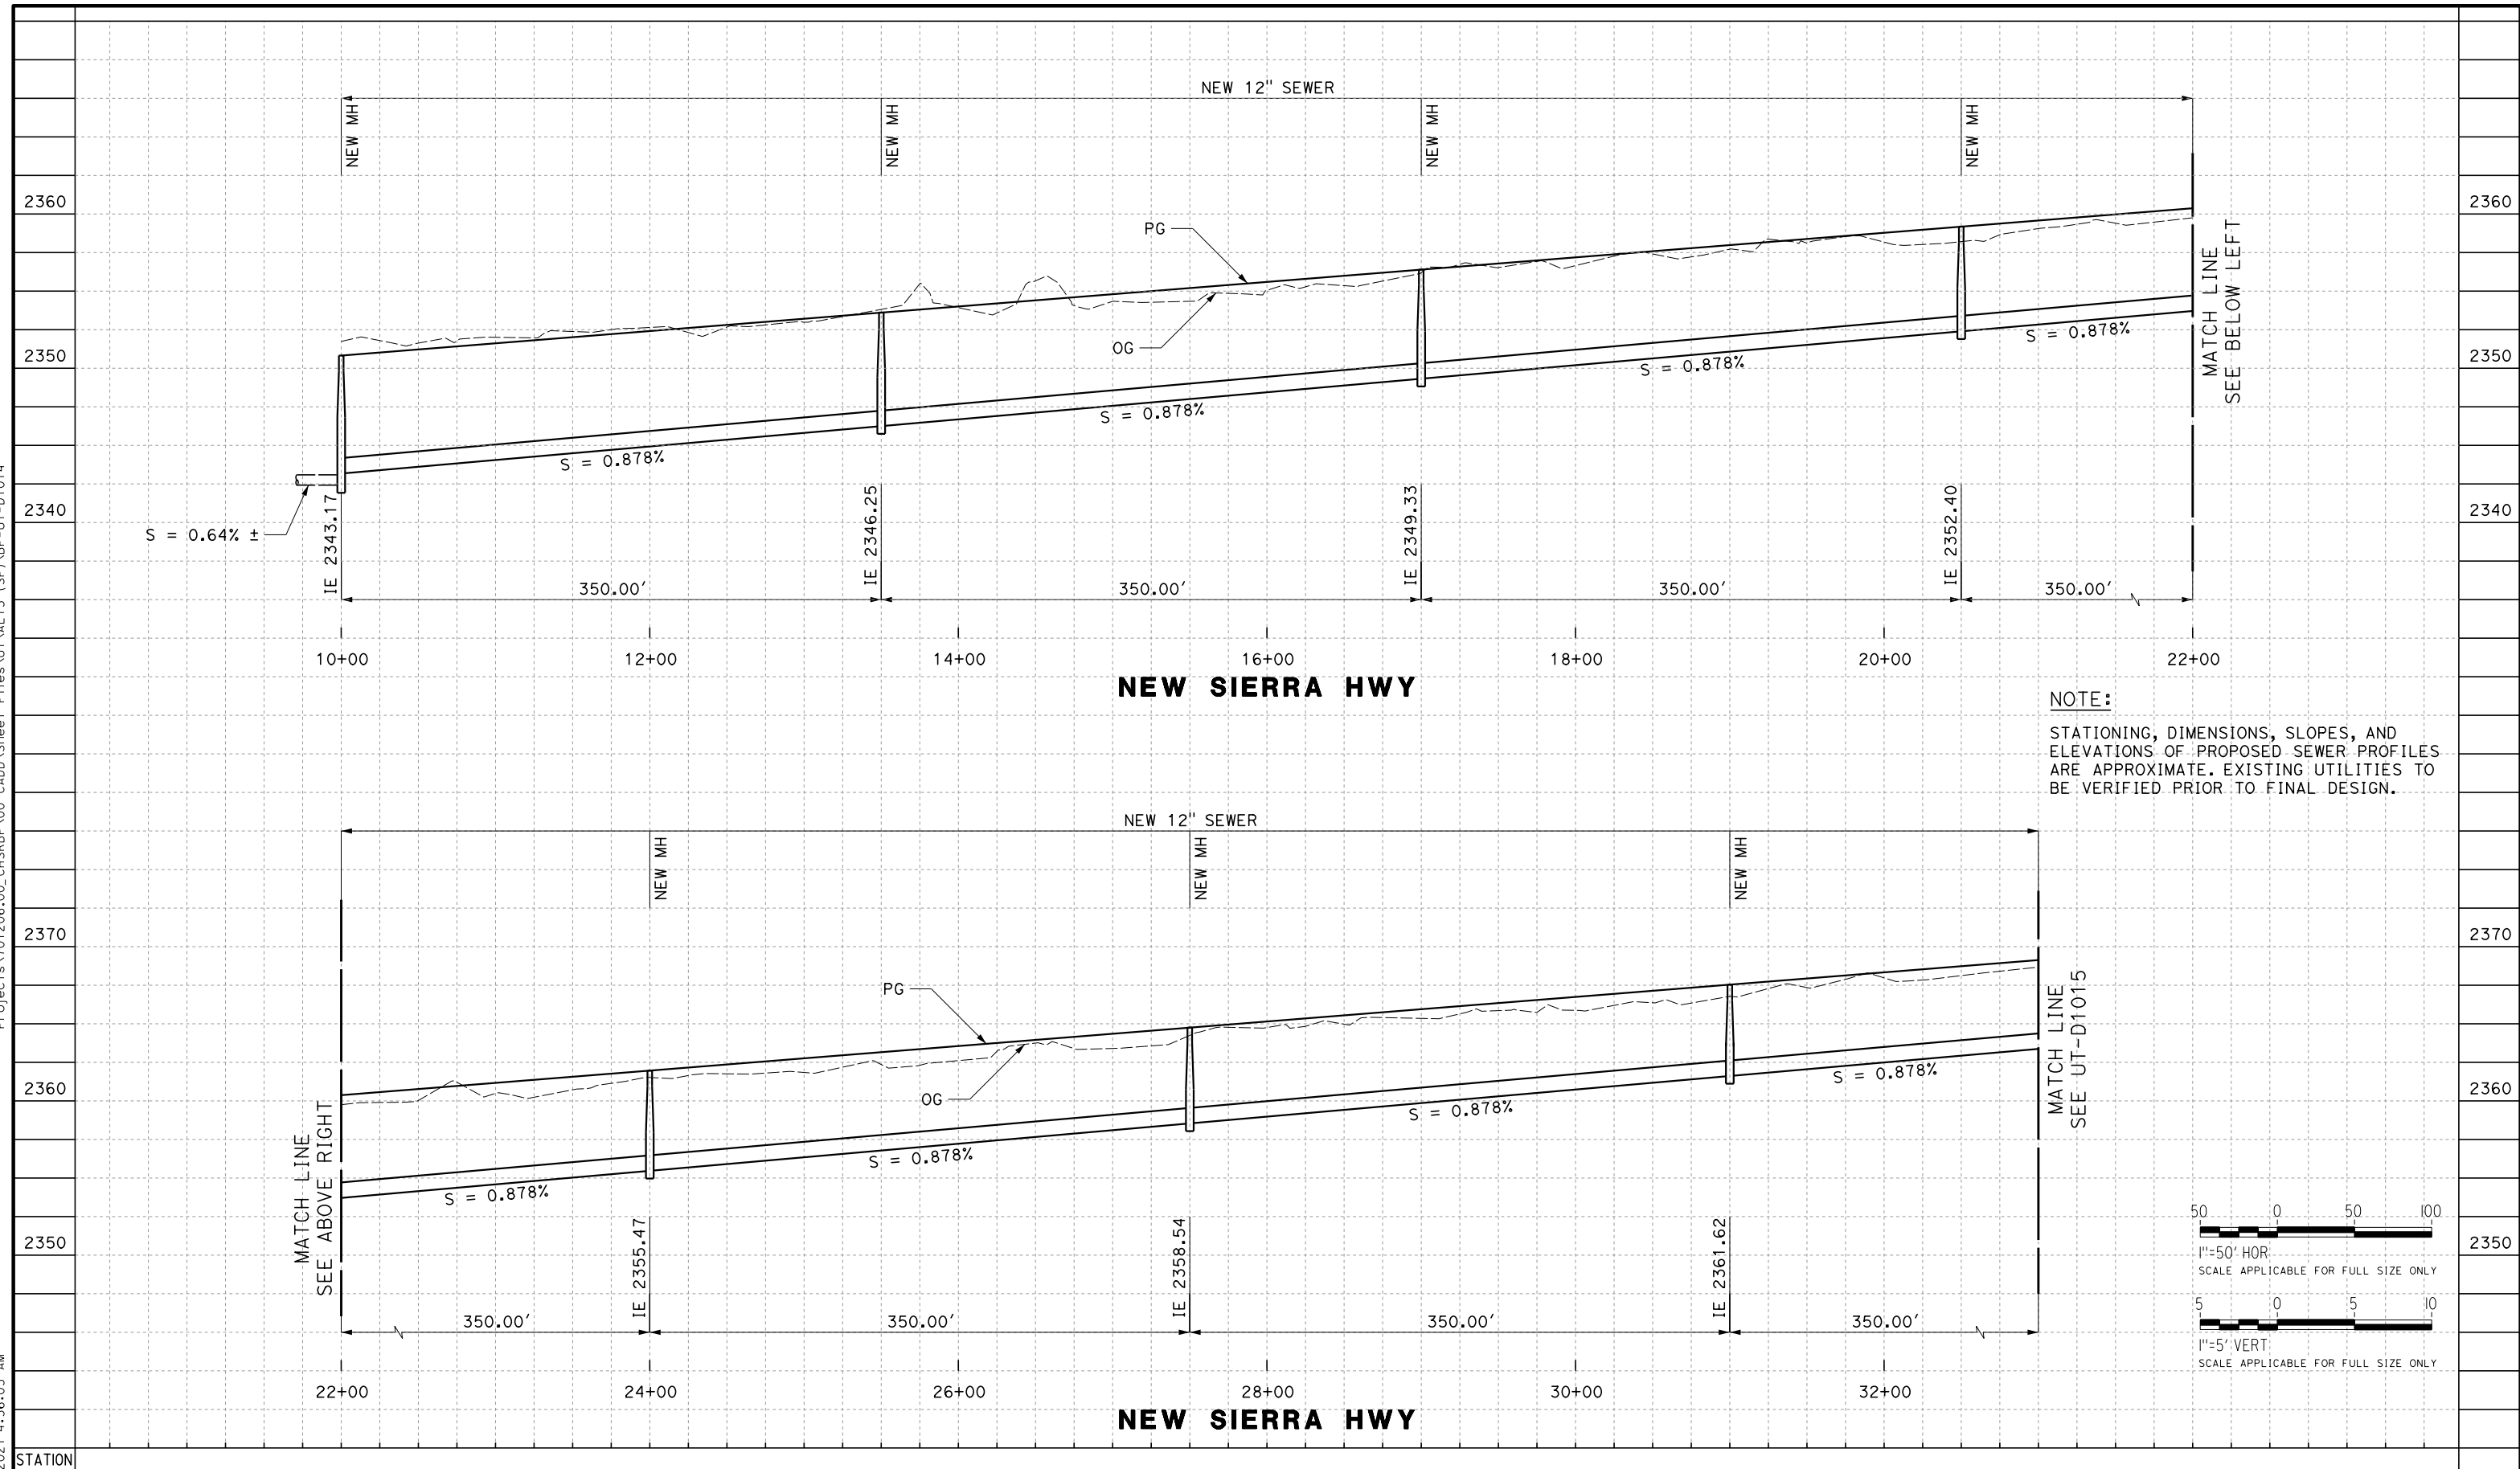 NEW 12" SEWER
NEW MH
NEW MH
NEW MH
NEW MH
2360
2360
PG
OG
MATCH LINE
SEE BELOW LEFT
2350
2350
S = 0.878%
S = 0.878%
S = 0.878%
S = 0.878%
2340
2340
S = 0.64% ±
IE 2343.17
IE 2346.25
IE 2349.33
IE 2352.40
350.00'
350.00'
350.00'
350.00'
10+00
12+00
14+00
16+00
18+00
20+00
22+00
NEW SIERRA HWY
NOTE:
STATIONING, DIMENSIONS, SLOPES, AND
ELEVATIONS OF PROPOSED SEWER PROFILES
ARE APPROXIMATE. EXISTING UTILITIES TO
BE VERIFIED PRIOR TO FINAL DESIGN.
NEW 12" SEWER
NEW MH
NEW MH
NEW MH
2370
2370
PG
OG
MATCH LINE
SEE UT-D1015
2360
2360
MATCH LINE
SEE ABOVE RIGHT
S = 0.878%
S = 0.878%
S = 0.878%
S = 0.878%
2350
2350
IE 2355.47
IE 2358.54
IE 2361.62
350.00'
350.00'
350.00'
350.00'
50 0 50 100
1"=50' HOR
SCALE APPLICABLE FOR FULL SIZE ONLY
5 0 5 10
1"=5' VERT
SCALE APPLICABLE FOR FULL SIZE ONLY
22+00
24+00
26+00
28+00
30+00
32+00
NEW SIERRA HWY
STATION